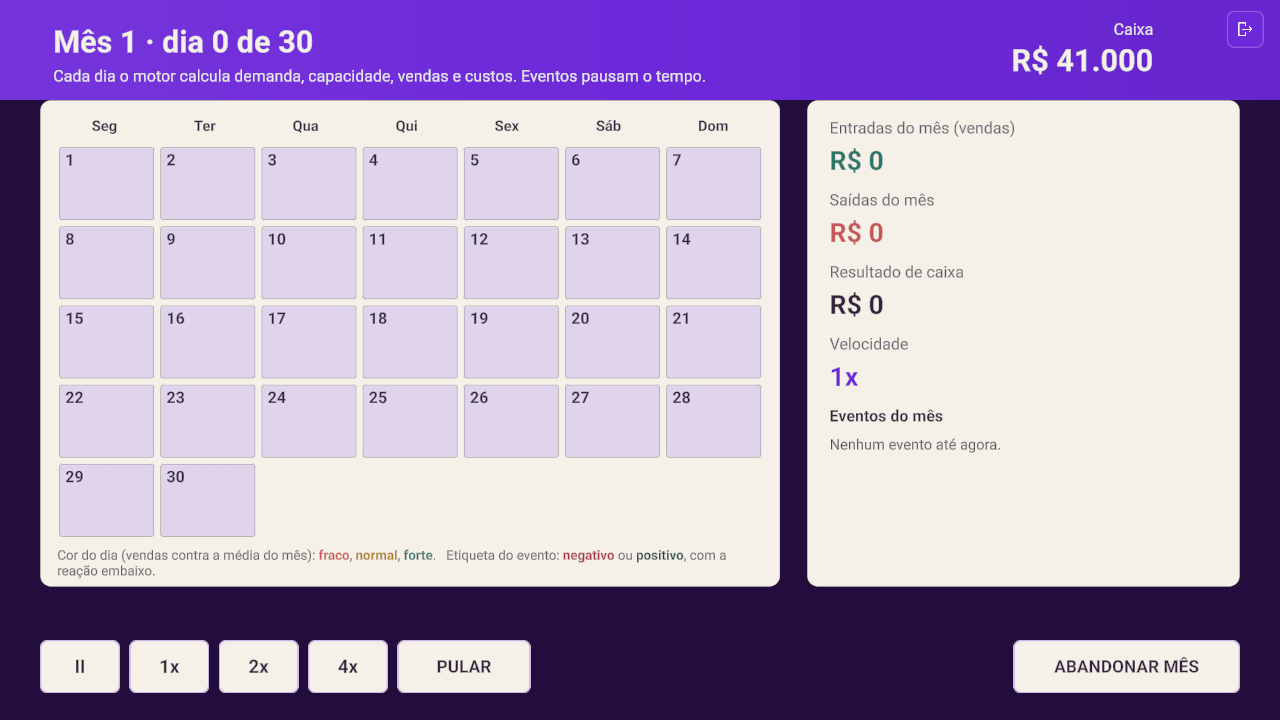 Mês 1 · dia 0 de 30
Cada dia o motor calcula demanda, capacidade, vendas e custos. Eventos pausam o tempo.
Caixa
R$ 41.000
Seg Ter Qua Qui Sex Sáb Dom
1 2 3 4 5 6 7
8 9 10 11 12 13 14
15 16 17 18 19 20 21
22 23 24 25 26 27 28
29 30
Cor do dia (vendas contra a média do mês): fraco, normal, forte. Etiqueta do evento: negativo ou positivo, com a
reação embaixo.
Entradas do mês (vendas)
R$ 0
Saídas do mês
R$ 0
Resultado de caixa
R$ 0
Velocidade
1x
Eventos do mês
Nenhum evento até agora.
II 1x 2x 4x PULAR ABANDONAR MÊS